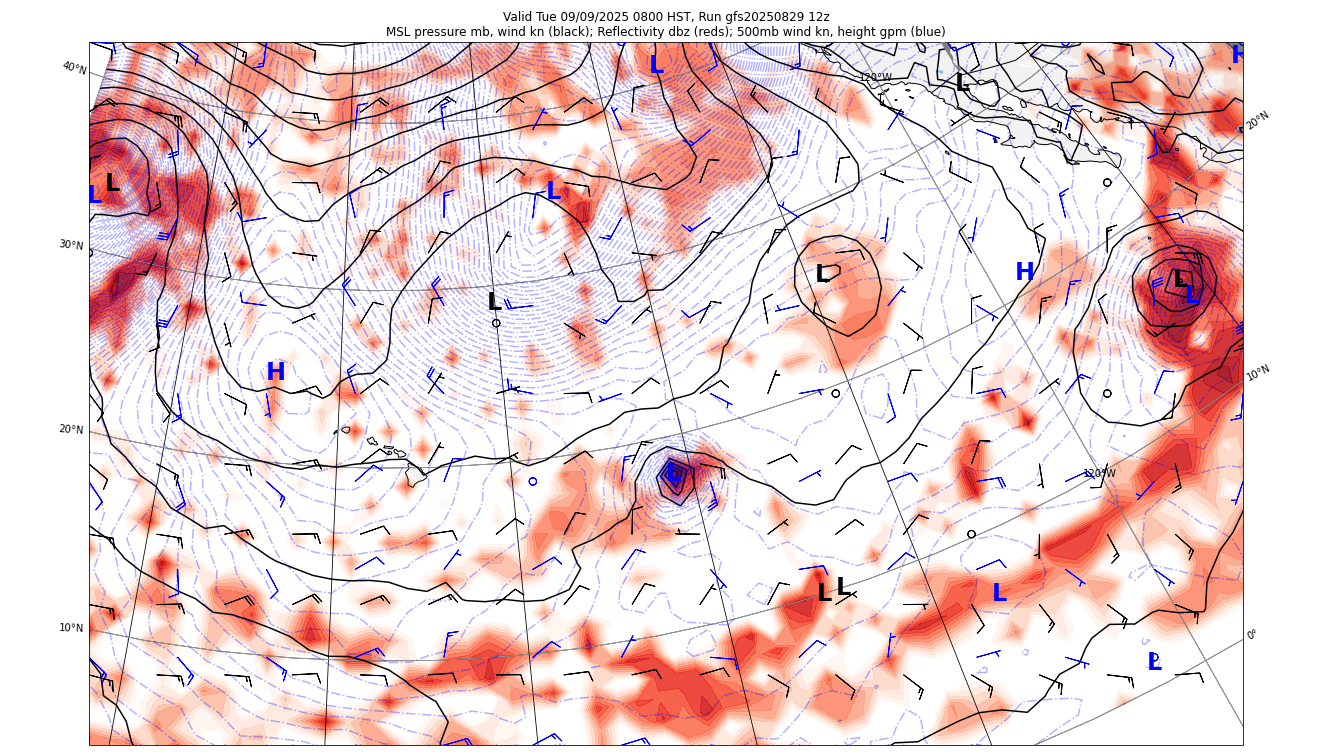 Valid Tue 09/09/2025 0800 HST, Run gfs20250829 12z
MSL pressure mb, wind kn (black); Reflectivity dbz (reds); 500mb wind kn, height gpm (blue)
L
H
40°N
120°W
L
20°N
L
L
L
30°N
H
L
L
L
L
H
10°N
20°N
L
120°W
L
L
L
10°N
0°
L